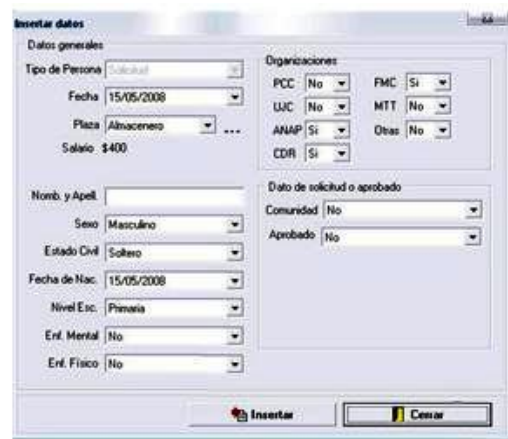 Insertar datos
Datos generales
Tipo de Persona Solicitud
Fecha 15/05/2008
Plaza Almacenero ...
Salario $400
Nomb. y Apell.
Sexo Masculino
Estado Civil Soltero
Fecha de Nac. 15/05/2008
Nivel Esc. Primaria
Enf. Mental No
Enf. Físico No
Organizaciones
PCC No FMC Si
UJC No MTT No
ANAP Si Otras No
CDR Si
Dato de solicitud o aprobado
Comunidad No
Aprobado No
Insertar Cerrar